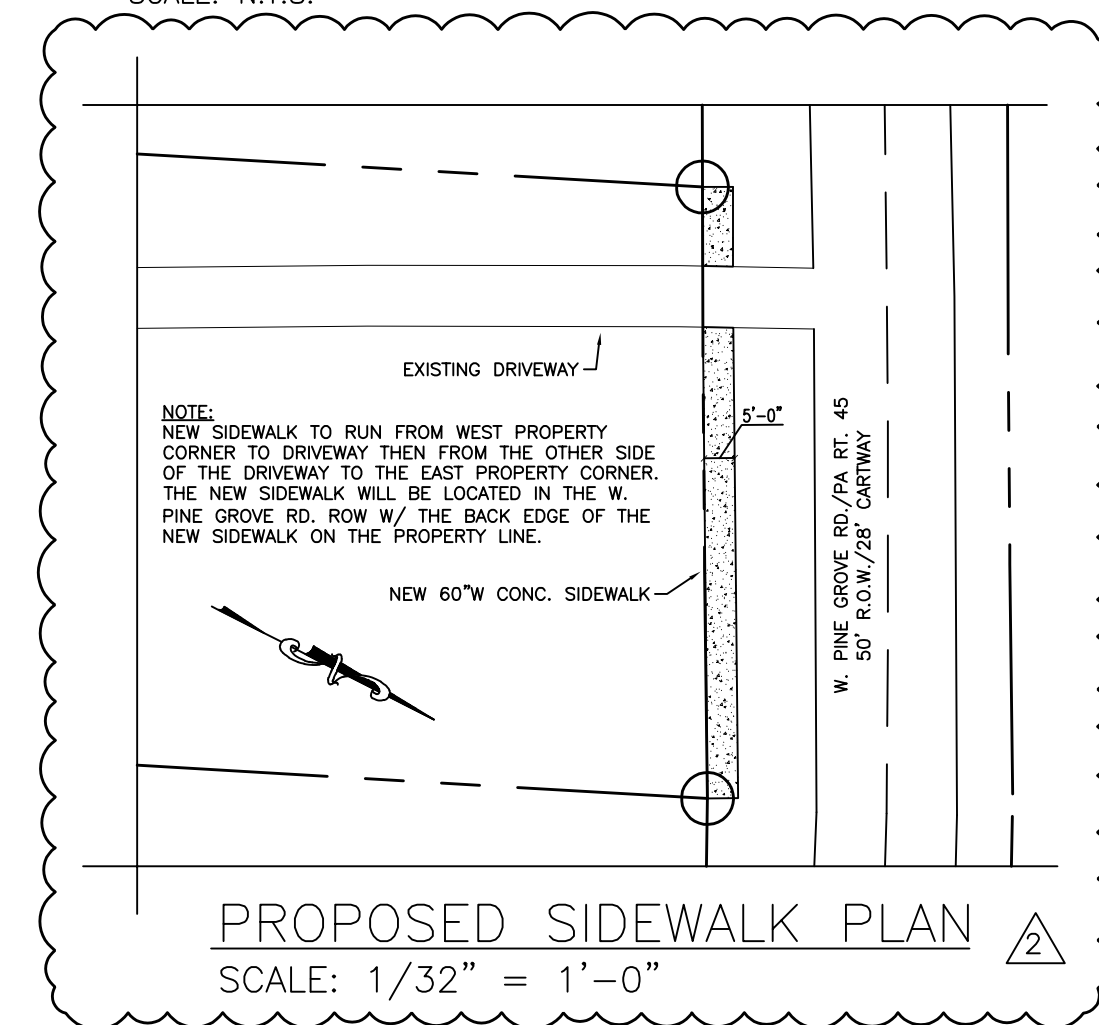 SCALE: N.T.S.
EXISTING DRIVEWAY
NOTE:
NEW SIDEWALK TO RUN FROM WEST PROPERTY
CORNER TO DRIVEWAY THEN FROM THE OTHER SIDE
OF THE DRIVEWAY TO THE EAST PROPERTY CORNER.
THE NEW SIDEWALK WILL BE LOCATED IN THE W.
PINE GROVE RD. ROW W/ THE BACK EDGE OF THE
NEW SIDEWALK ON THE PROPERTY LINE.
5'-0"
NEW 60"W CONC. SIDEWALK
W. PINE GROVE RD./PA RT. 45
50' R.O.W./28' CARTWAY
PROPOSED SIDEWALK PLAN
2
SCALE: 1/32" = 1'-0"